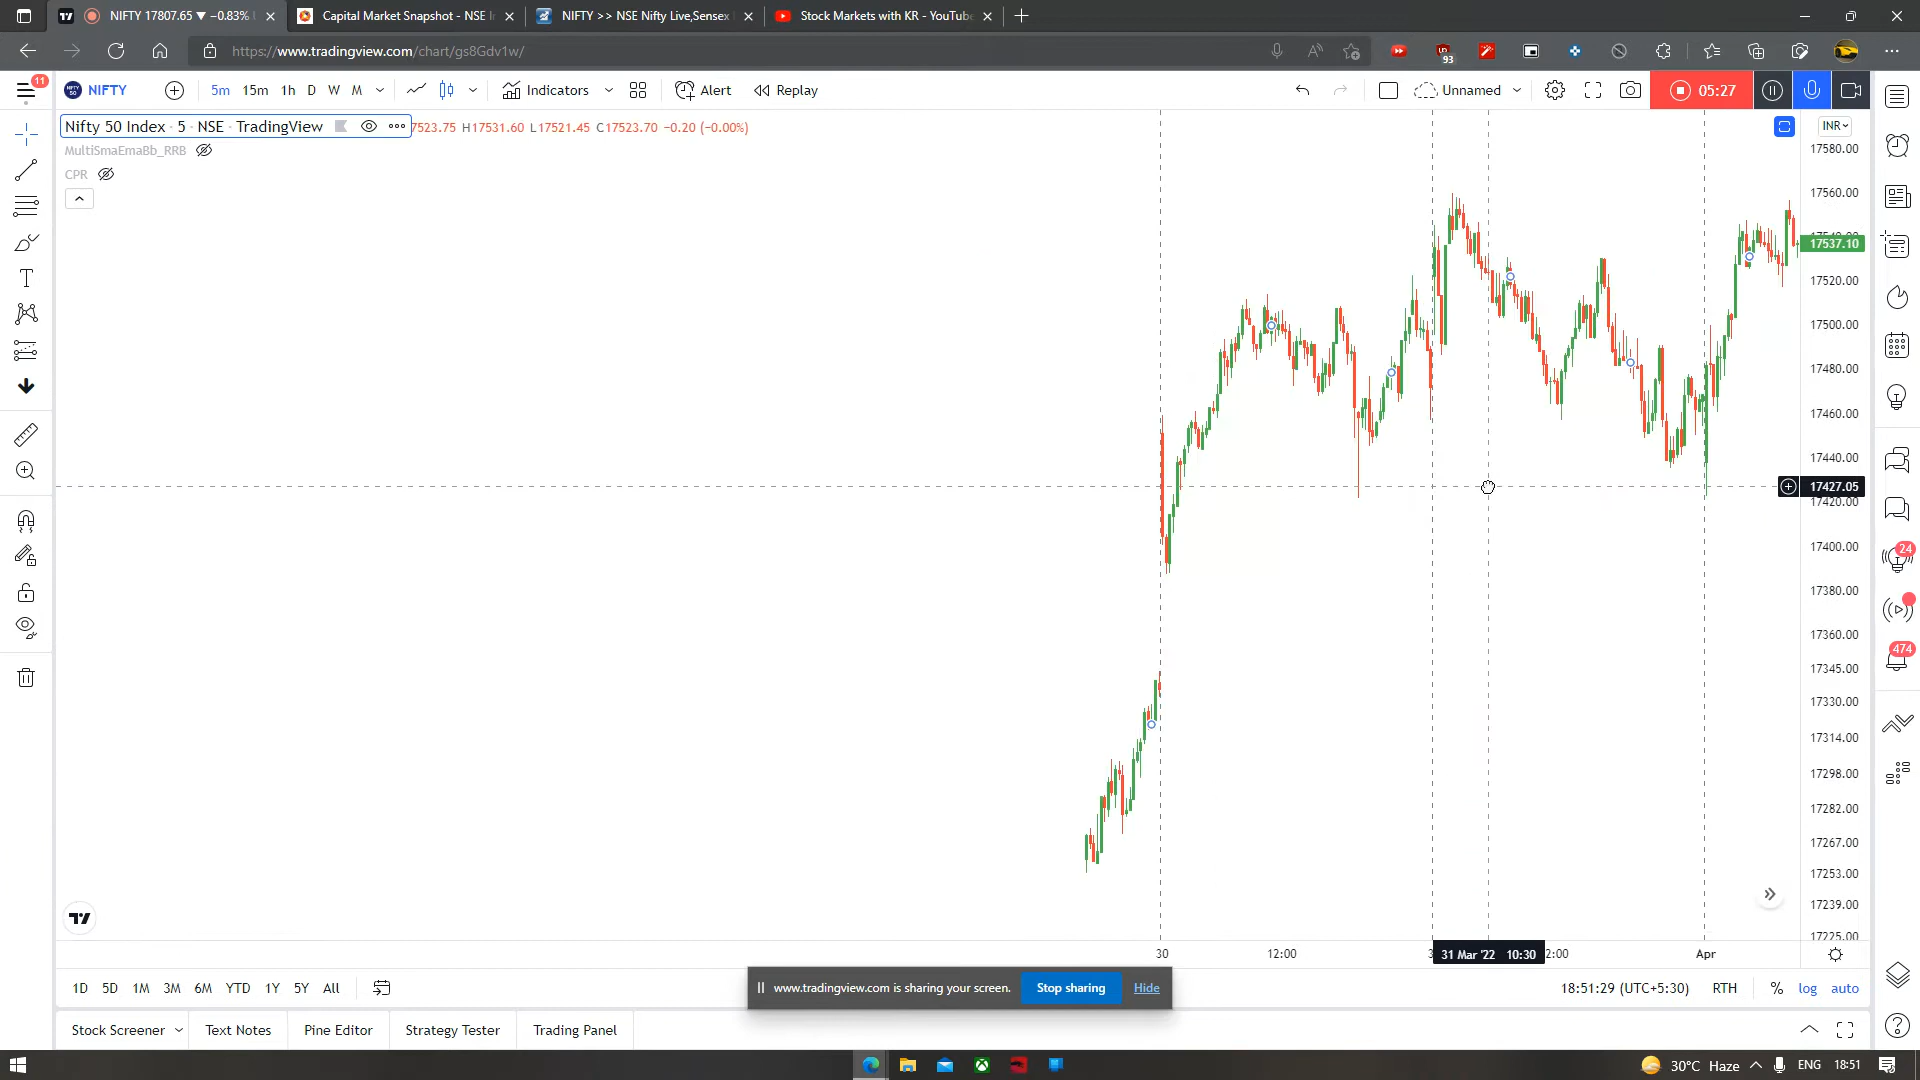 NIFTY 17807.65 ▼ −0.83%
Capital Market Snapshot - NSE I
NIFTY >> NSE Nifty Live,Sensex
Stock Markets with KR - YouTube
https://www.tradingview.com/chart/gs8Gdv1w/
93
11
NIFTY
5m
15m
1h
D
W
M
Indicators
Alert
Replay
Unnamed
05:27
Nifty 50 Index · 5 · NSE · TradingView
7523.75 H17531.60 L17521.45 C17523.70 −0.20 (−0.00%)
INR
MultiSmaEmaBb_RRB
CPR
17580.00
17560.00
17537.10
17520.00
17500.00
17480.00
17460.00
17440.00
17427.05
17420.00
17400.00
17380.00
17360.00
17345.00
17330.00
17314.00
17298.00
17282.00
17267.00
17253.00
17239.00
17225.00
24
474
30
12:00
31 Mar '22 10:30
2:00
Apr
1D
5D
1M
3M
6M
YTD
1Y
5Y
All
www.tradingview.com is sharing your screen.
Stop sharing
Hide
18:51:29 (UTC+5:30)
RTH
%
log
auto
Stock Screener
Text Notes
Pine Editor
Strategy Tester
Trading Panel
30°C Haze
ENG
18:51